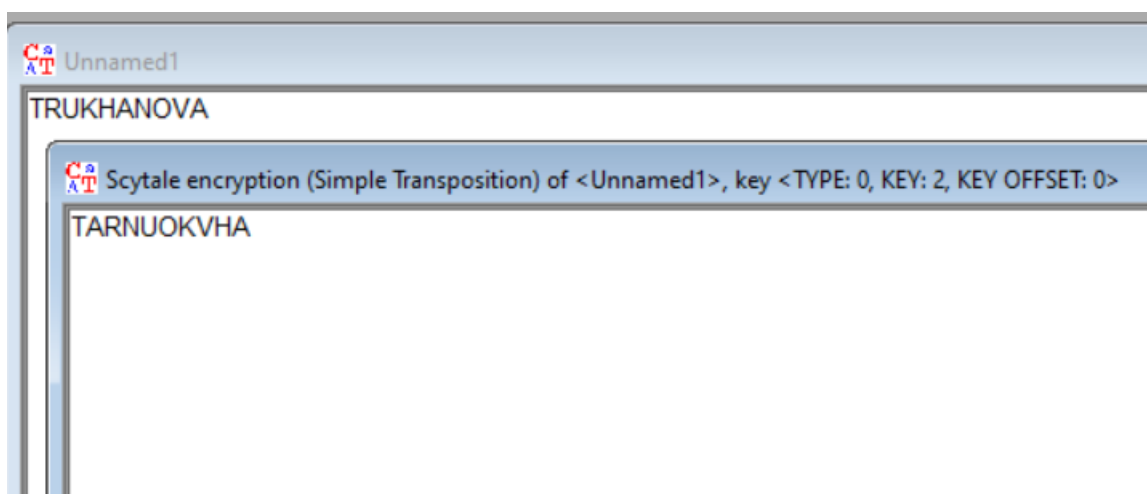 Unnamed1
TRUKHANOVA
Scytale encryption (Simple Transposition) of <Unnamed1>, key <TYPE: 0, KEY: 2, KEY OFFSET: 0>
TARNUOKVHA